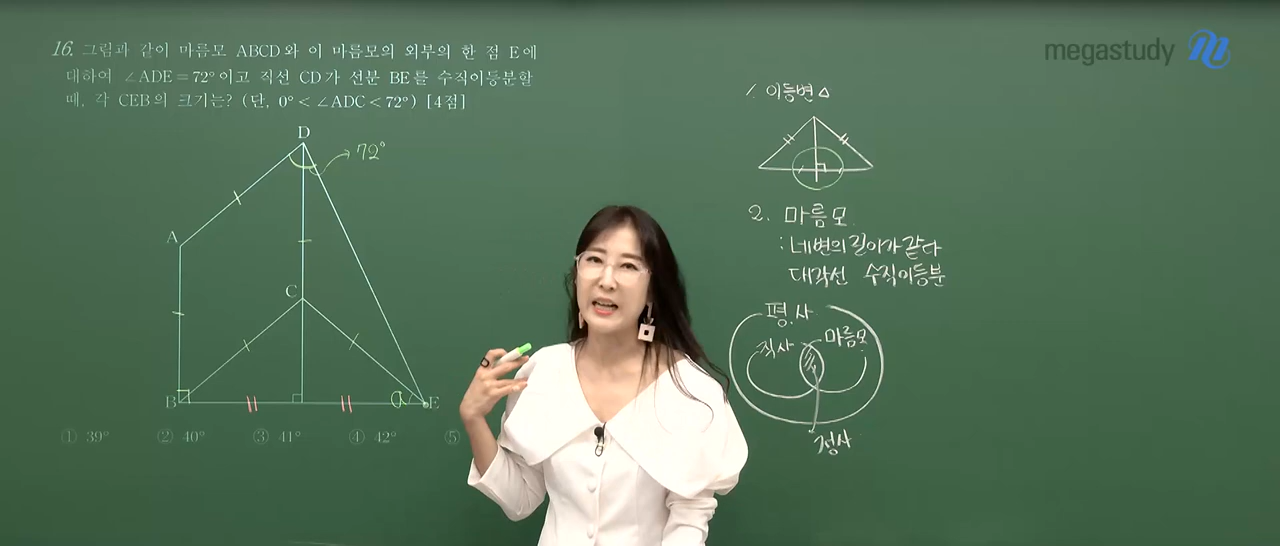 16. 그림과 같이 마름모 ABCD와 이 마름모의 외부의 한 점 E에
대하여 ∠ADE = 72°이고 직선 CD가 선분 BE를 수직이등분할
때, 각 CEB의 크기는? (단, 0° < ∠ADC < 72°) [4점]
megastudy
D
72°
A
C
B
E
① 39° ② 40° ③ 41° ④ 42° ⑤
1. 이등변△
2. 마름모
: 네변의 길이가 같다
대각선 수직이등분
평.사
직사
마름모
정사